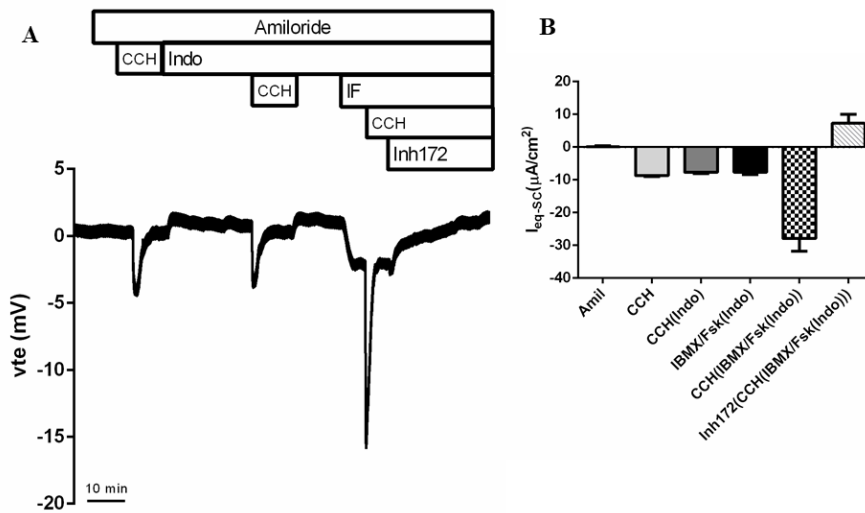 A
Amiloride
CCH Indo
CCH IF
CCH
Inh172
5
0
-5
-10
-15
-20
vte (mV)
10 min
B
20
10
0
-10
-20
-30
-40
I eq-SC(µA/cm²)
Amil
CCH
CCH(Indo)
IBMX/Fsk(Indo)
CCH(IBMX/Fsk(Indo))
Inh172(CCH(IBMX/Fsk(Indo)))